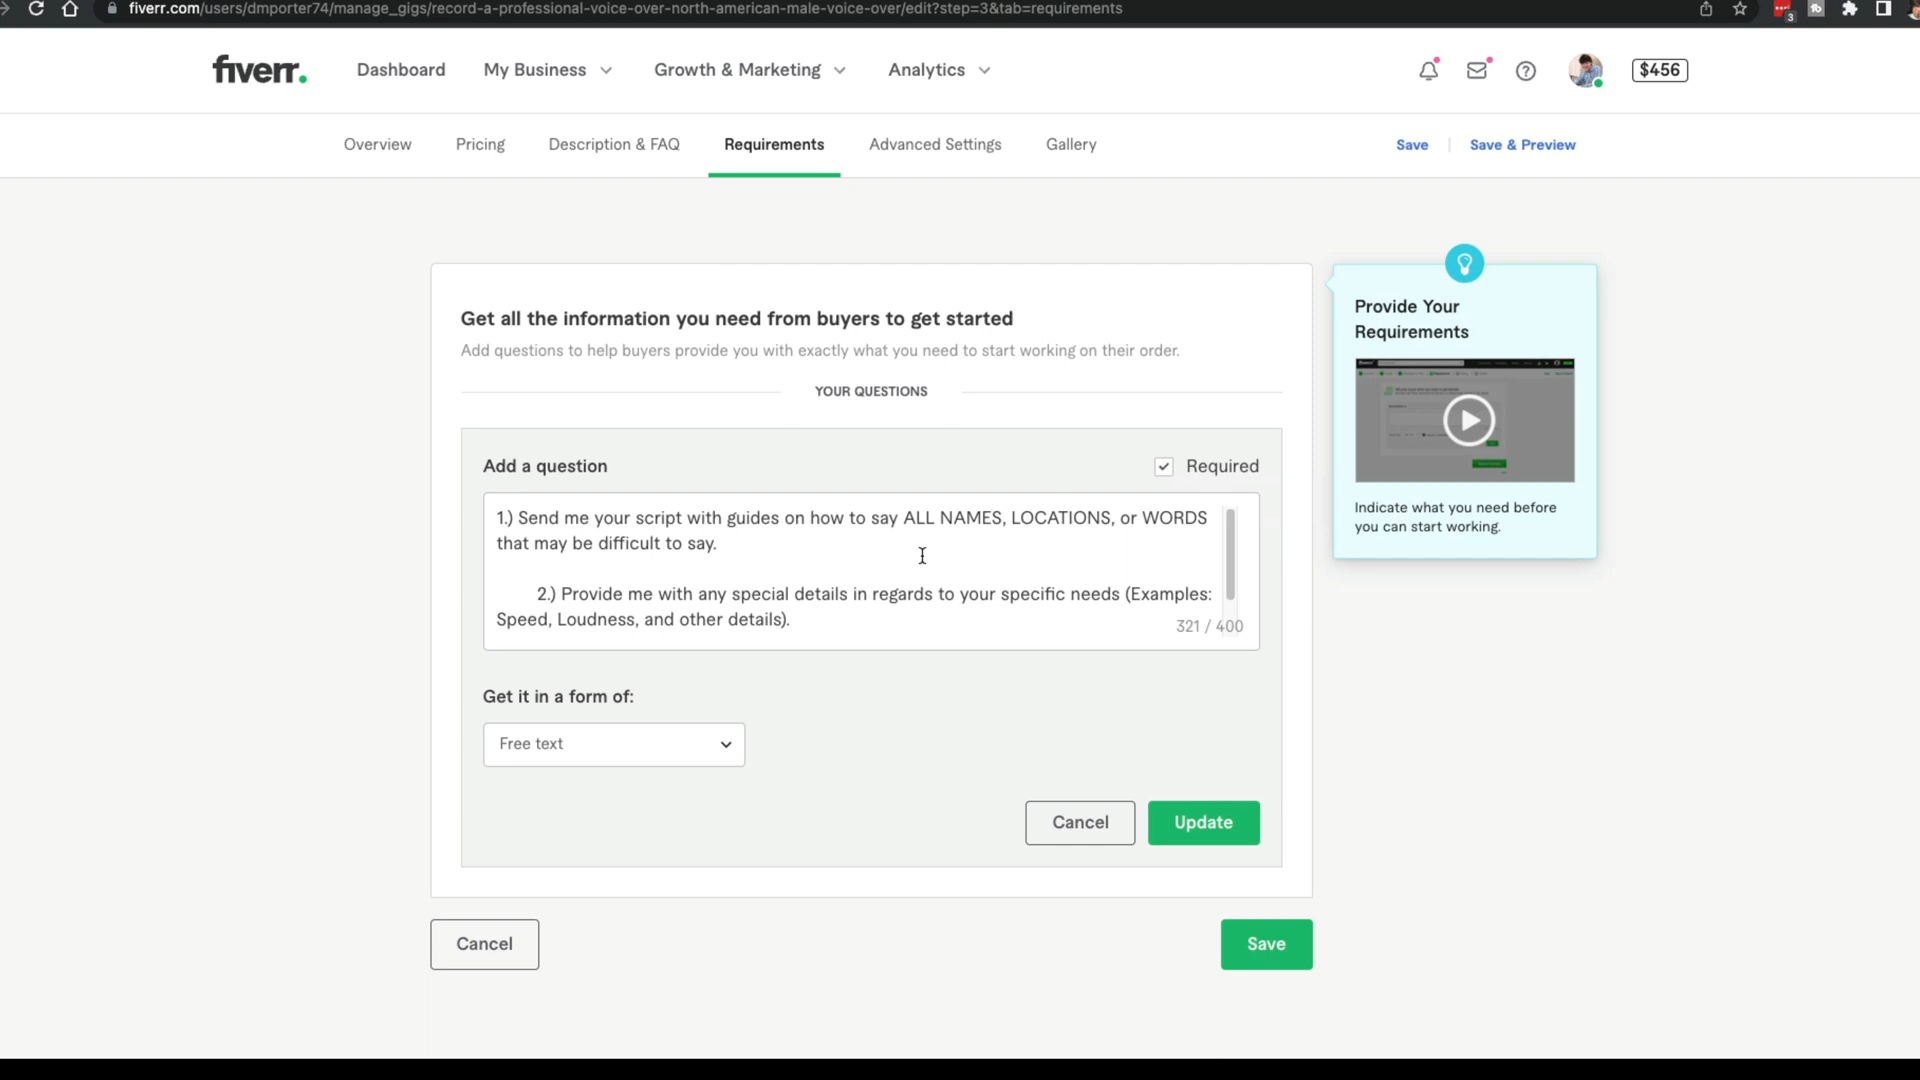 fiverr.com/users/dmporter74/manage_gigs/record-a-professional-voice-over-north-american-male-voice-over/edit?step=3&tab=requirements
3
fiverr.
Dashboard
My Business
Growth & Marketing
Analytics
$456
Overview
Pricing
Description & FAQ
Requirements
Advanced Settings
Gallery
Save
Save & Preview
Get all the information you need from buyers to get started
Add questions to help buyers provide you with exactly what you need to start working on their order.
YOUR QUESTIONS
Add a question
Required
1.) Send me your script with guides on how to say ALL NAMES, LOCATIONS, or WORDS
that may be difficult to say.
2.) Provide me with any special details in regards to your specific needs (Examples:
Speed, Loudness, and other details).
321 / 400
Get it in a form of:
Free text
Cancel
Update
Cancel
Save
Provide Your
Requirements
Indicate what you need before
you can start working.